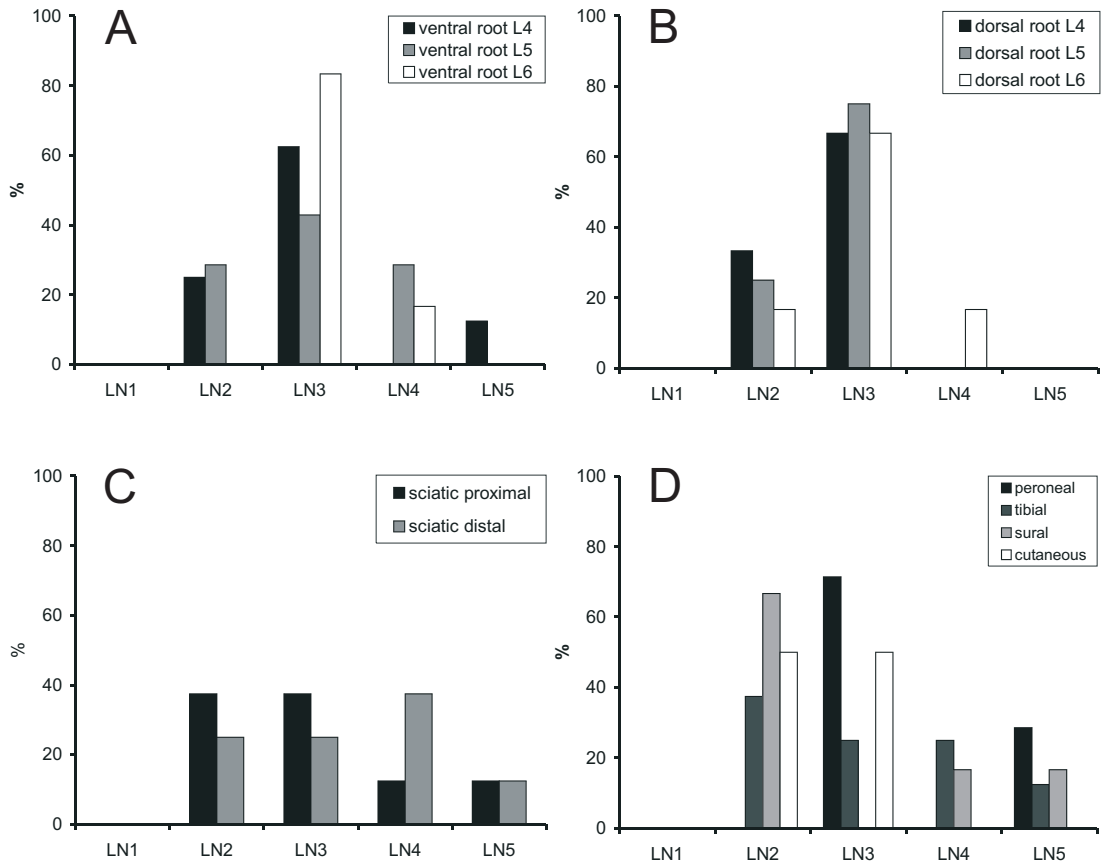 A
ventral root L4
ventral root L5
ventral root L6
100
80
60
40
20
0
%
LN1 LN2 LN3 LN4 LN5
B
dorsal root L4
dorsal root L5
dorsal root L6
100
80
60
40
20
0
%
LN1 LN2 LN3 LN4 LN5
C
sciatic proximal
sciatic distal
100
80
60
40
20
0
%
LN1 LN2 LN3 LN4 LN5
D
peroneal
tibial
sural
cutaneous
100
80
60
40
20
0
%
LN1 LN2 LN3 LN4 LN5